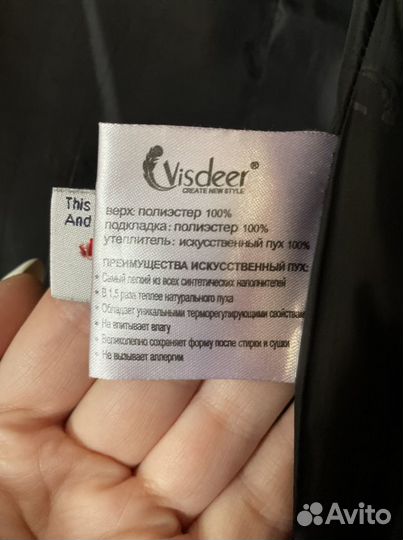 Visdeer®
CREATE NEW STYLE
верх: полиэстер 100%
подкладка: полиэстер 100%
утеплитель: искусственный пух 100%
ПРЕИМУЩЕСТВА ИСКУССТВЕННЫЙ ПУХ:
• Самый легкий из всех синтетических наполнителей
• В 1,5 раза теплее натурального пуха
• Обладает уникальными терморегулирующими свойствам
• Не впитывает влагу
• Великолепно сохраняет форму после стирки и сушки
• Не вызывает аллергии
This
And
Avito